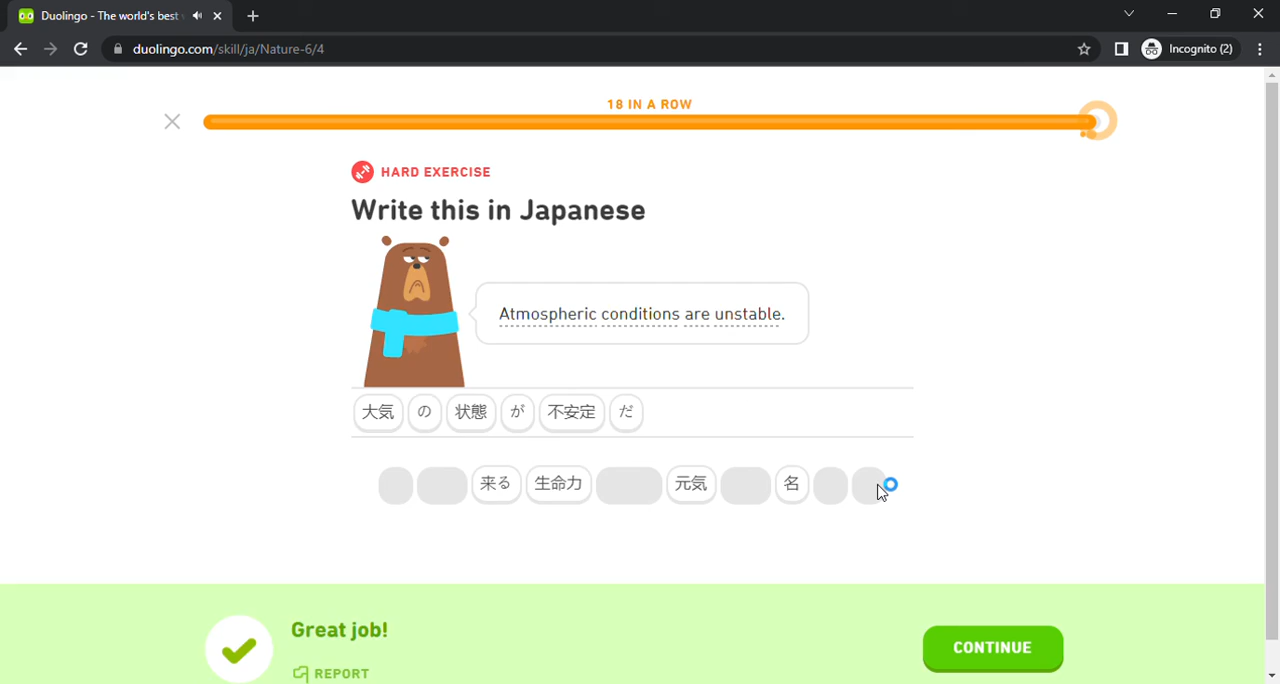 Duolingo - The world's best
duolingo.com/skill/ja/Nature-6/4
Incognito (2)
18 IN A ROW
HARD EXERCISE
Write this in Japanese
Atmospheric conditions are unstable.
大気 の 状態 が 不安定 だ
来る 生命力 元気 名
Great job!
REPORT
CONTINUE